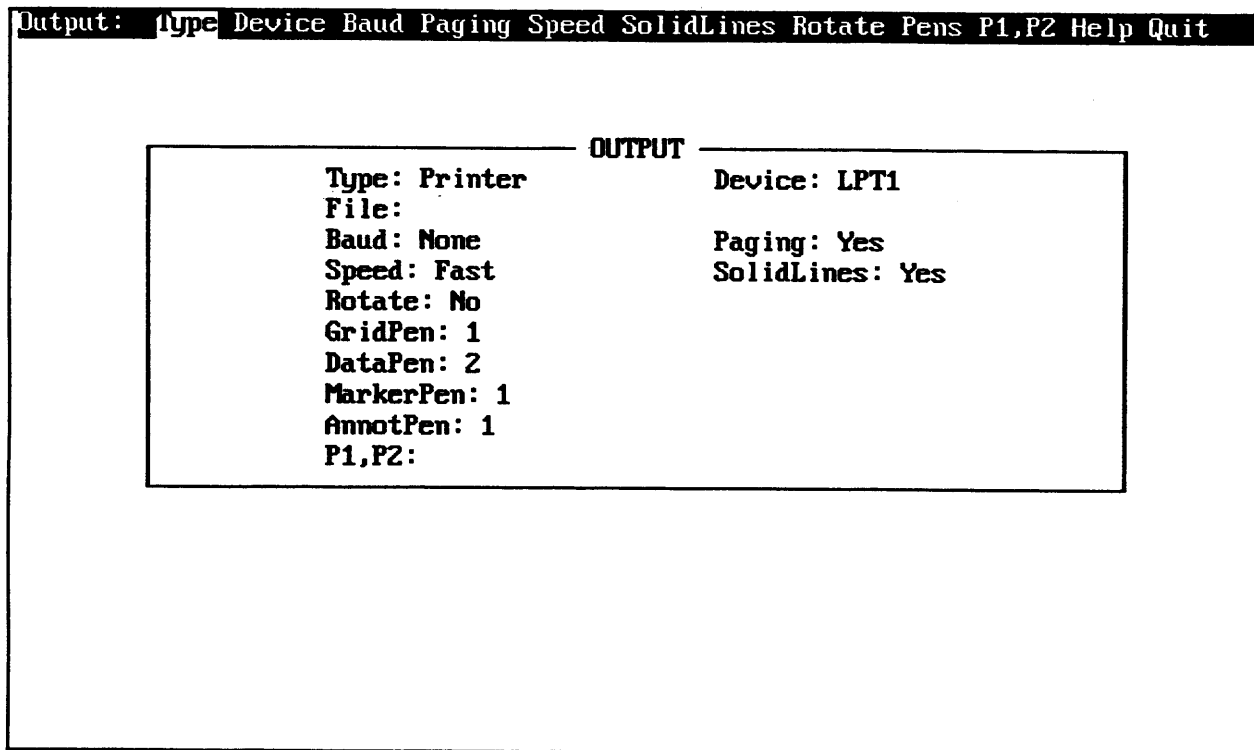 Output: Type Device Baud Paging Speed SolidLines Rotate Pens P1,P2 Help Quit
OUTPUT
Type: Printer Device: LPT1
File:
Baud: None Paging: Yes
Speed: Fast SolidLines: Yes
Rotate: No
GridPen: 1
DataPen: 2
MarkerPen: 1
AnnotPen: 1
P1,P2: